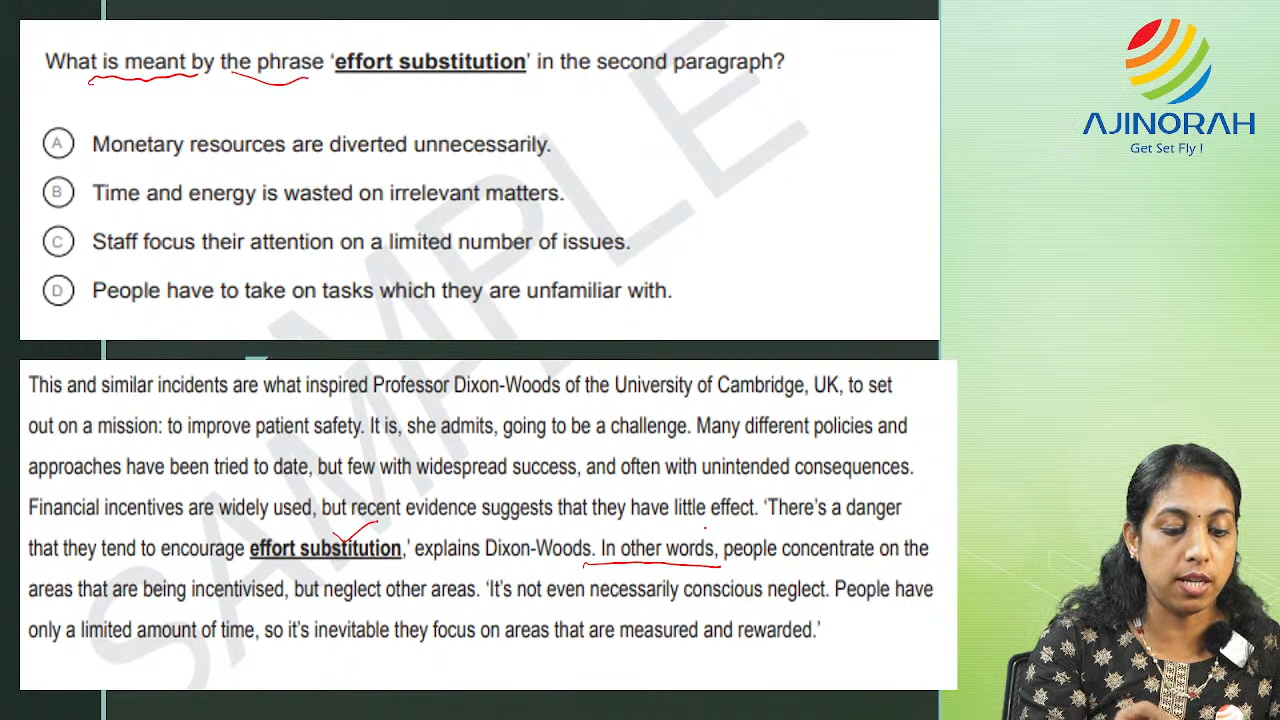 What is meant by the phrase ‘effort substitution’ in the second paragraph?
A Monetary resources are diverted unnecessarily.
B Time and energy is wasted on irrelevant matters.
C Staff focus their attention on a limited number of issues.
D People have to take on tasks which they are unfamiliar with.
AJINORAH
Get Set Fly !
SAMPLE
This and similar incidents are what inspired Professor Dixon-Woods of the University of Cambridge, UK, to set
out on a mission: to improve patient safety. It is, she admits, going to be a challenge. Many different policies and
approaches have been tried to date, but few with widespread success, and often with unintended consequences.
Financial incentives are widely used, but recent evidence suggests that they have little effect. ‘There’s a danger
that they tend to encourage effort substitution,’ explains Dixon-Woods. In other words, people concentrate on the
areas that are being incentivised, but neglect other areas. ‘It’s not even necessarily conscious neglect. People have
only a limited amount of time, so it’s inevitable they focus on areas that are measured and rewarded.’